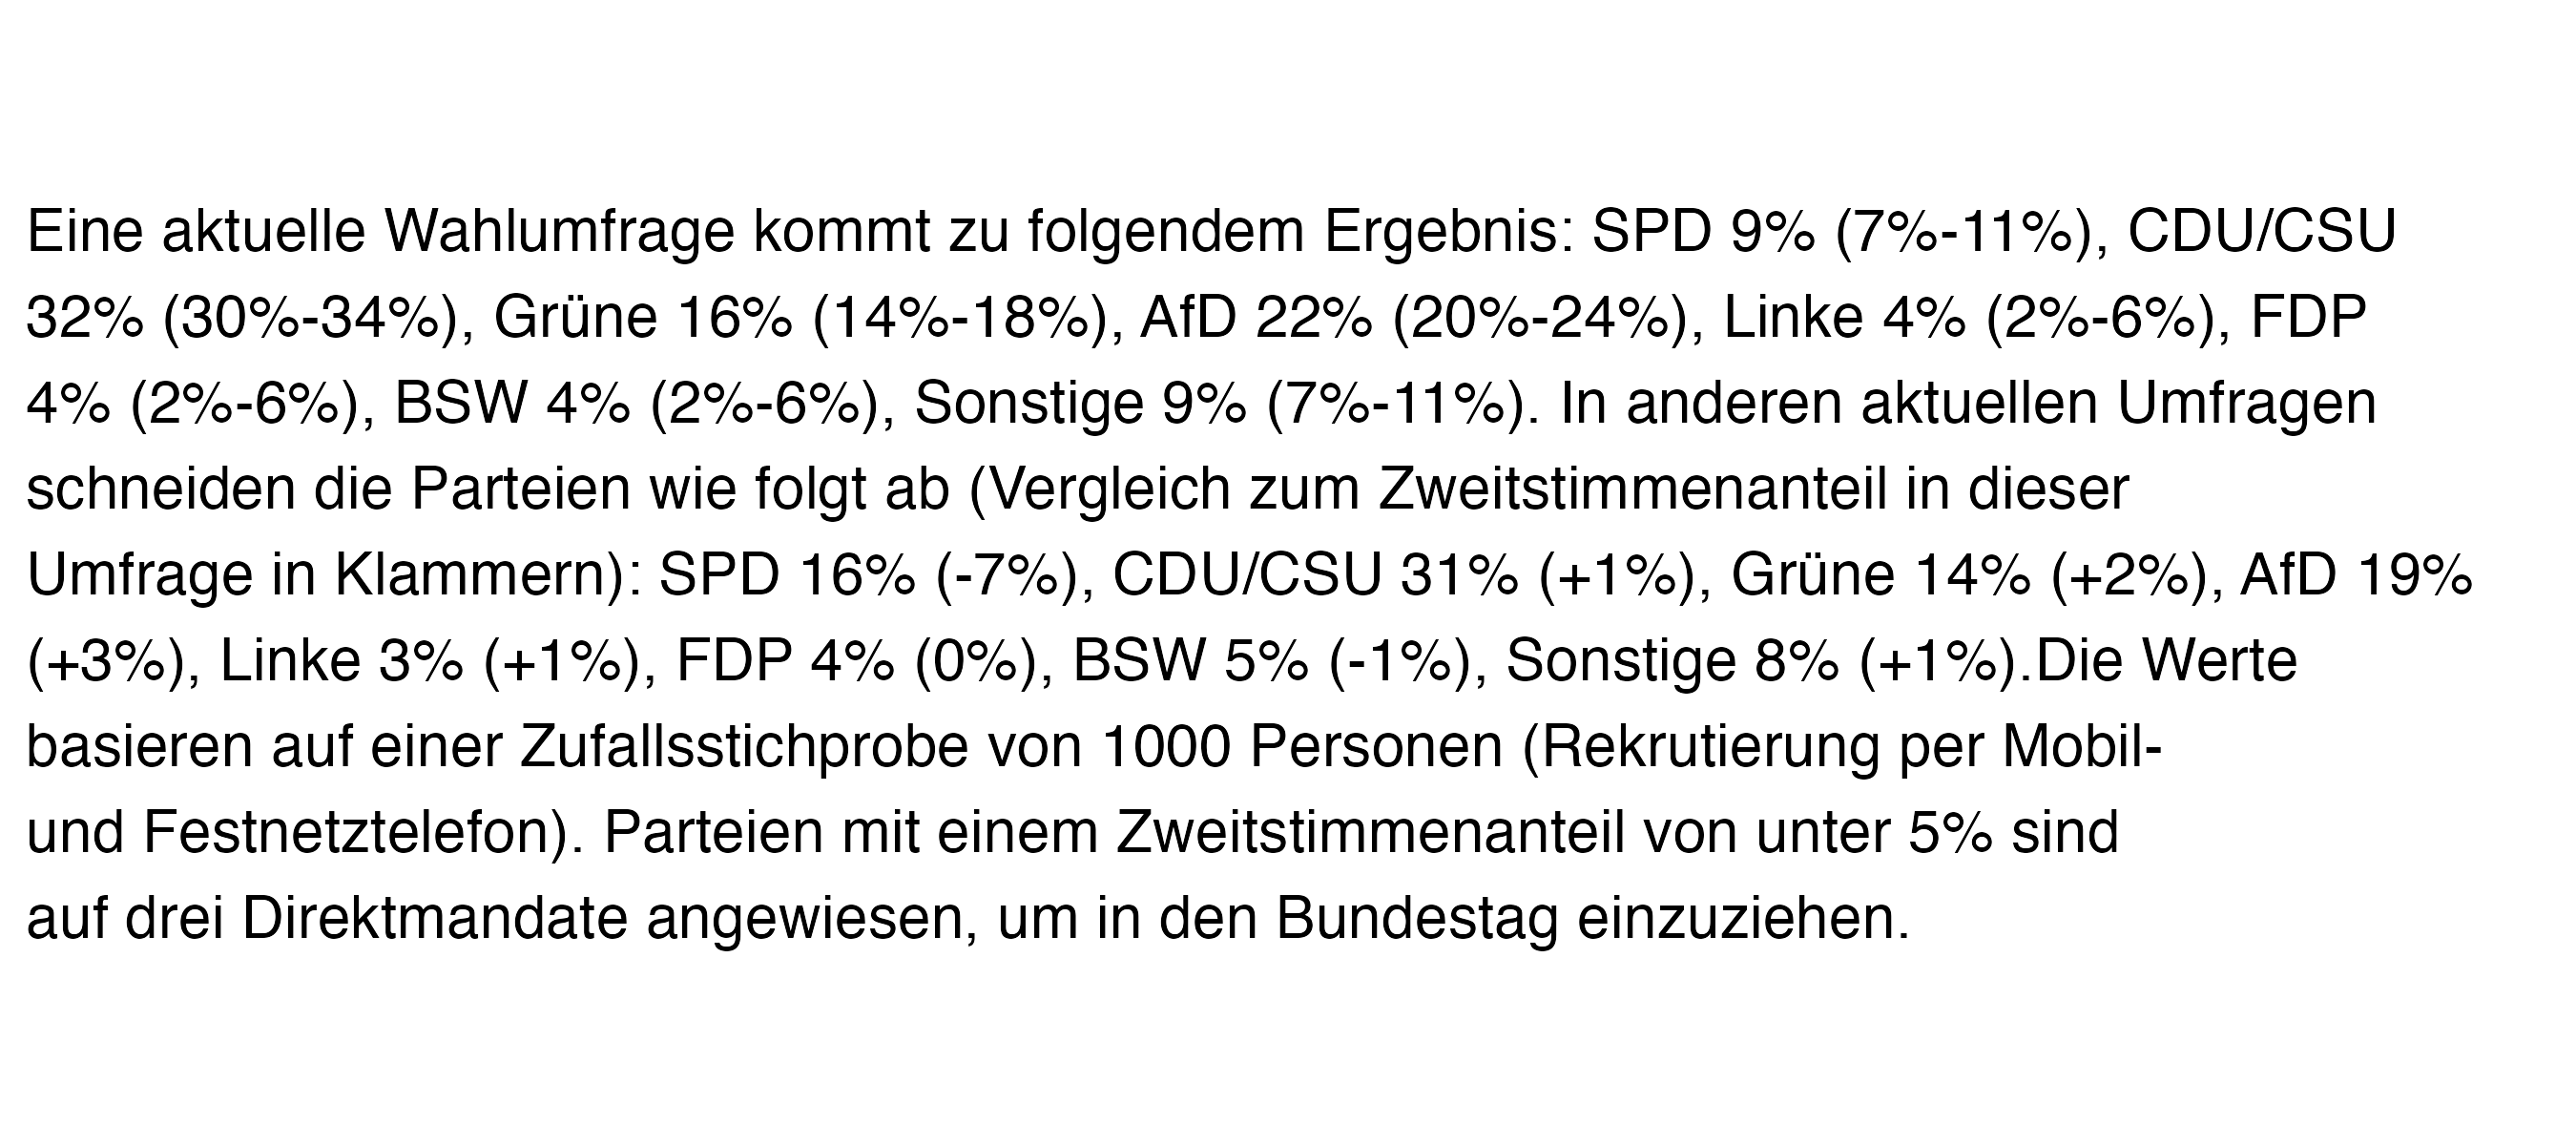 Eine aktuelle Wahlumfrage kommt zu folgendem Ergebnis: SPD 9% (7%-11%), CDU/CSU
32% (30%-34%), Grüne 16% (14%-18%), AfD 22% (20%-24%), Linke 4% (2%-6%), FDP
4% (2%-6%), BSW 4% (2%-6%), Sonstige 9% (7%-11%). In anderen aktuellen Umfragen
schneiden die Parteien wie folgt ab (Vergleich zum Zweitstimmenanteil in dieser
Umfrage in Klammern): SPD 16% (-7%), CDU/CSU 31% (+1%), Grüne 14% (+2%), AfD 19%
(+3%), Linke 3% (+1%), FDP 4% (0%), BSW 5% (-1%), Sonstige 8% (+1%).Die Werte
basieren auf einer Zufallsstichprobe von 1000 Personen (Rekrutierung per Mobil-
und Festnetztelefon). Parteien mit einem Zweitstimmenanteil von unter 5% sind
auf drei Direktmandate angewiesen, um in den Bundestag einzuziehen.